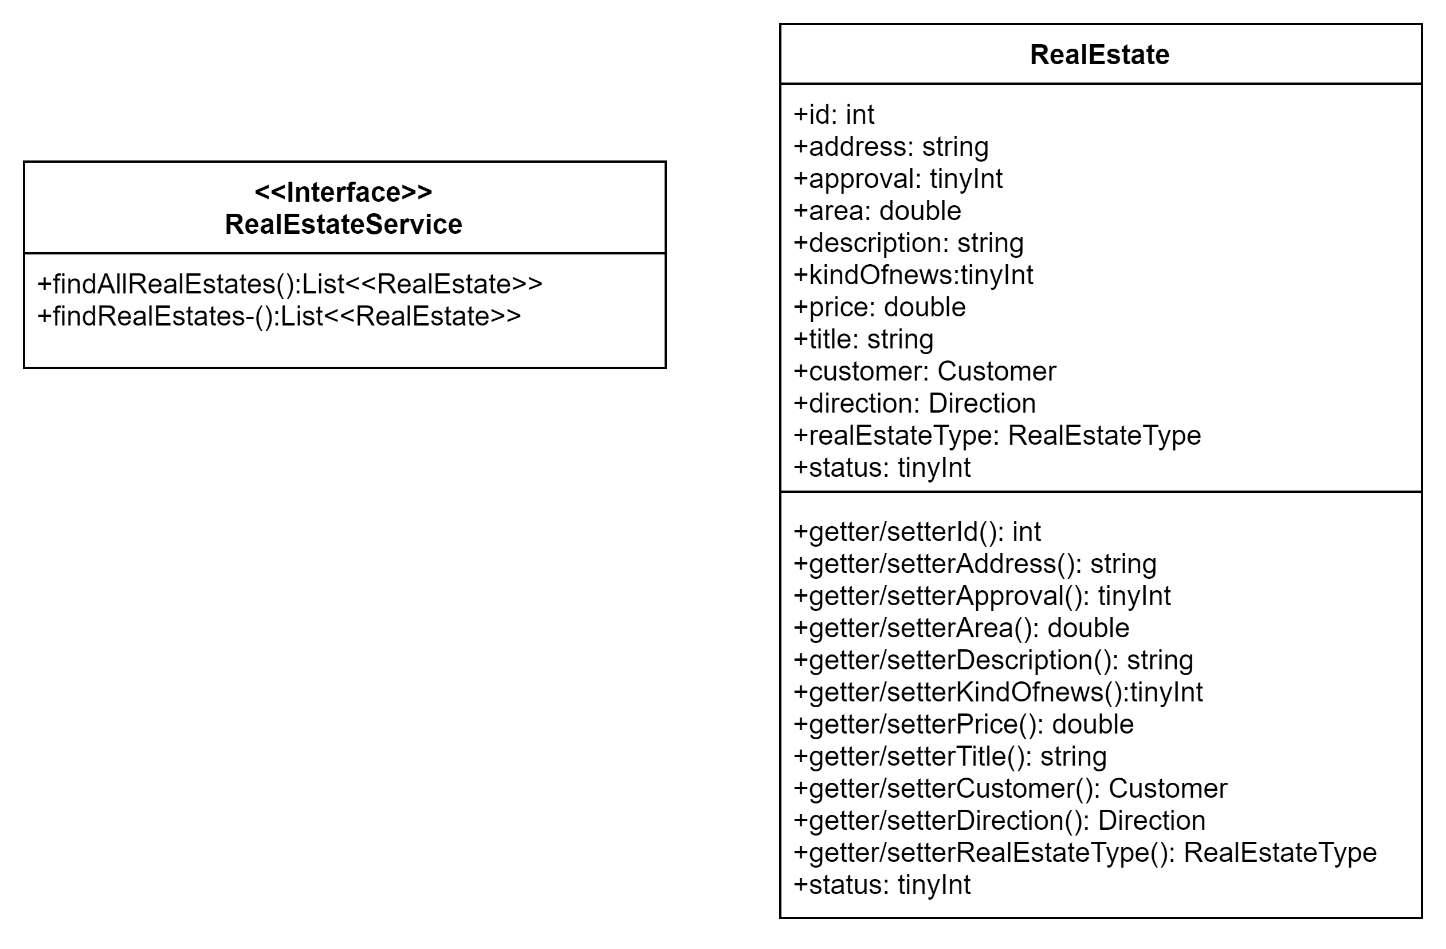 <<Interface>>
RealEstateService
+findAllRealEstates():List<<RealEstate>>
+findRealEstates-():List<<RealEstate>>
RealEstate
+id: int
+address: string
+approval: tinyInt
+area: double
+description: string
+kindOfnews:tinyInt
+price: double
+title: string
+customer: Customer
+direction: Direction
+realEstateType: RealEstateType
+status: tinyInt
+getter/setterId(): int
+getter/setterAddress(): string
+getter/setterApproval(): tinyInt
+getter/setterArea(): double
+getter/setterDescription(): string
+getter/setterKindOfnews():tinyInt
+getter/setterPrice(): double
+getter/setterTitle(): string
+getter/setterCustomer(): Customer
+getter/setterDirection(): Direction
+getter/setterRealEstateType(): RealEstateType
+status: tinyInt